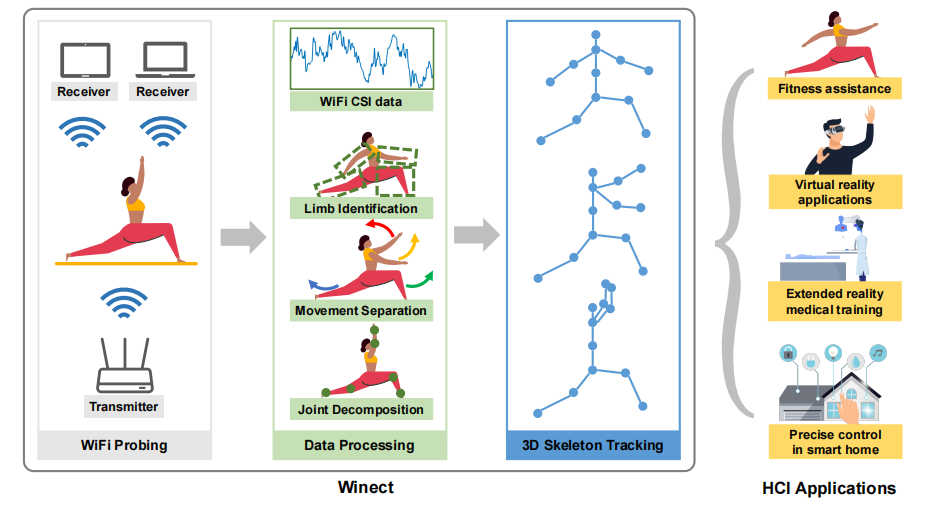 Receiver
Receiver
Transmitter
WiFi Probing
WiFi CSI data
Limb Identification
Movement Separation
Joint Decomposition
Data Processing
3D Skeleton Tracking
Winect
Fitness assistance
Virtual reality
applications
Extended reality
medical training
Precise control
in smart home
HCI Applications